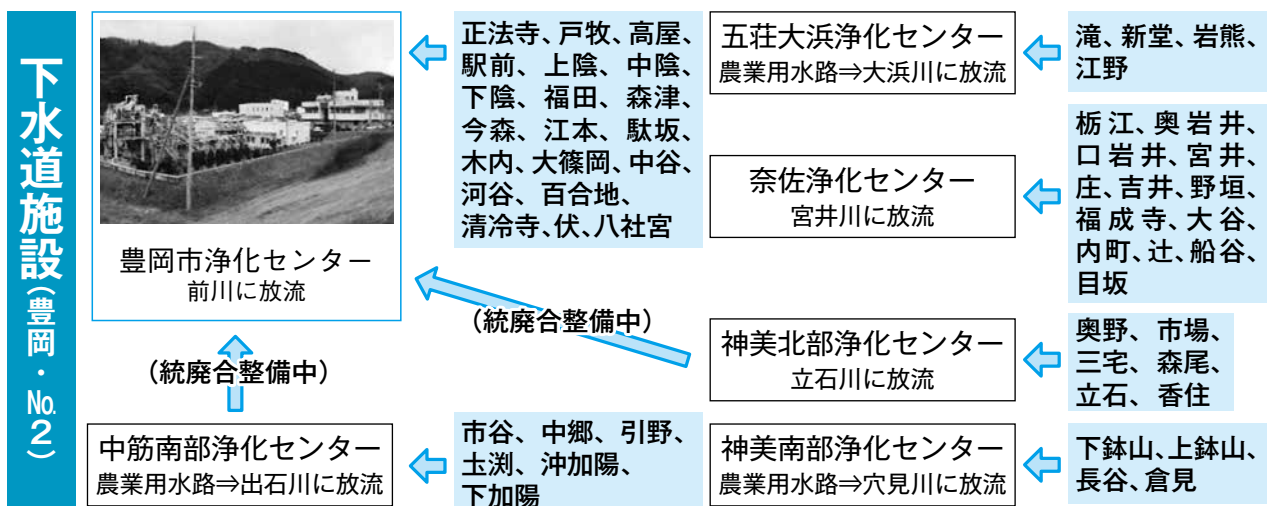 下水道施設(豊岡・№2)
豊岡市浄化センター
前川に放流
正法寺、戸牧、高屋、
駅前、上陰、中陰、
下陰、福田、森津、
今森、江本、駄坂、
木内、大篠岡、中谷、
河谷、百合地、
清冷寺、伏、八社宮
五荘大浜浄化センター
農業用水路⇒大浜川に放流
滝、新堂、岩熊、
江野
奈佐浄化センター
宮井川に放流
栃江、奥岩井、
口岩井、宮井、
庄、吉井、野垣、
福成寺、大谷、
内町、辻、船谷、
目坂
(統廃合整備中)
神美北部浄化センター
立石川に放流
奥野、市場、
三宅、森尾、
立石、香住
(統廃合整備中)
中筋南部浄化センター
農業用水路⇒出石川に放流
市谷、中郷、引野、
圡渕、沖加陽、
下加陽
神美南部浄化センター
農業用水路⇒穴見川に放流
下鉢山、上鉢山、
長谷、倉見